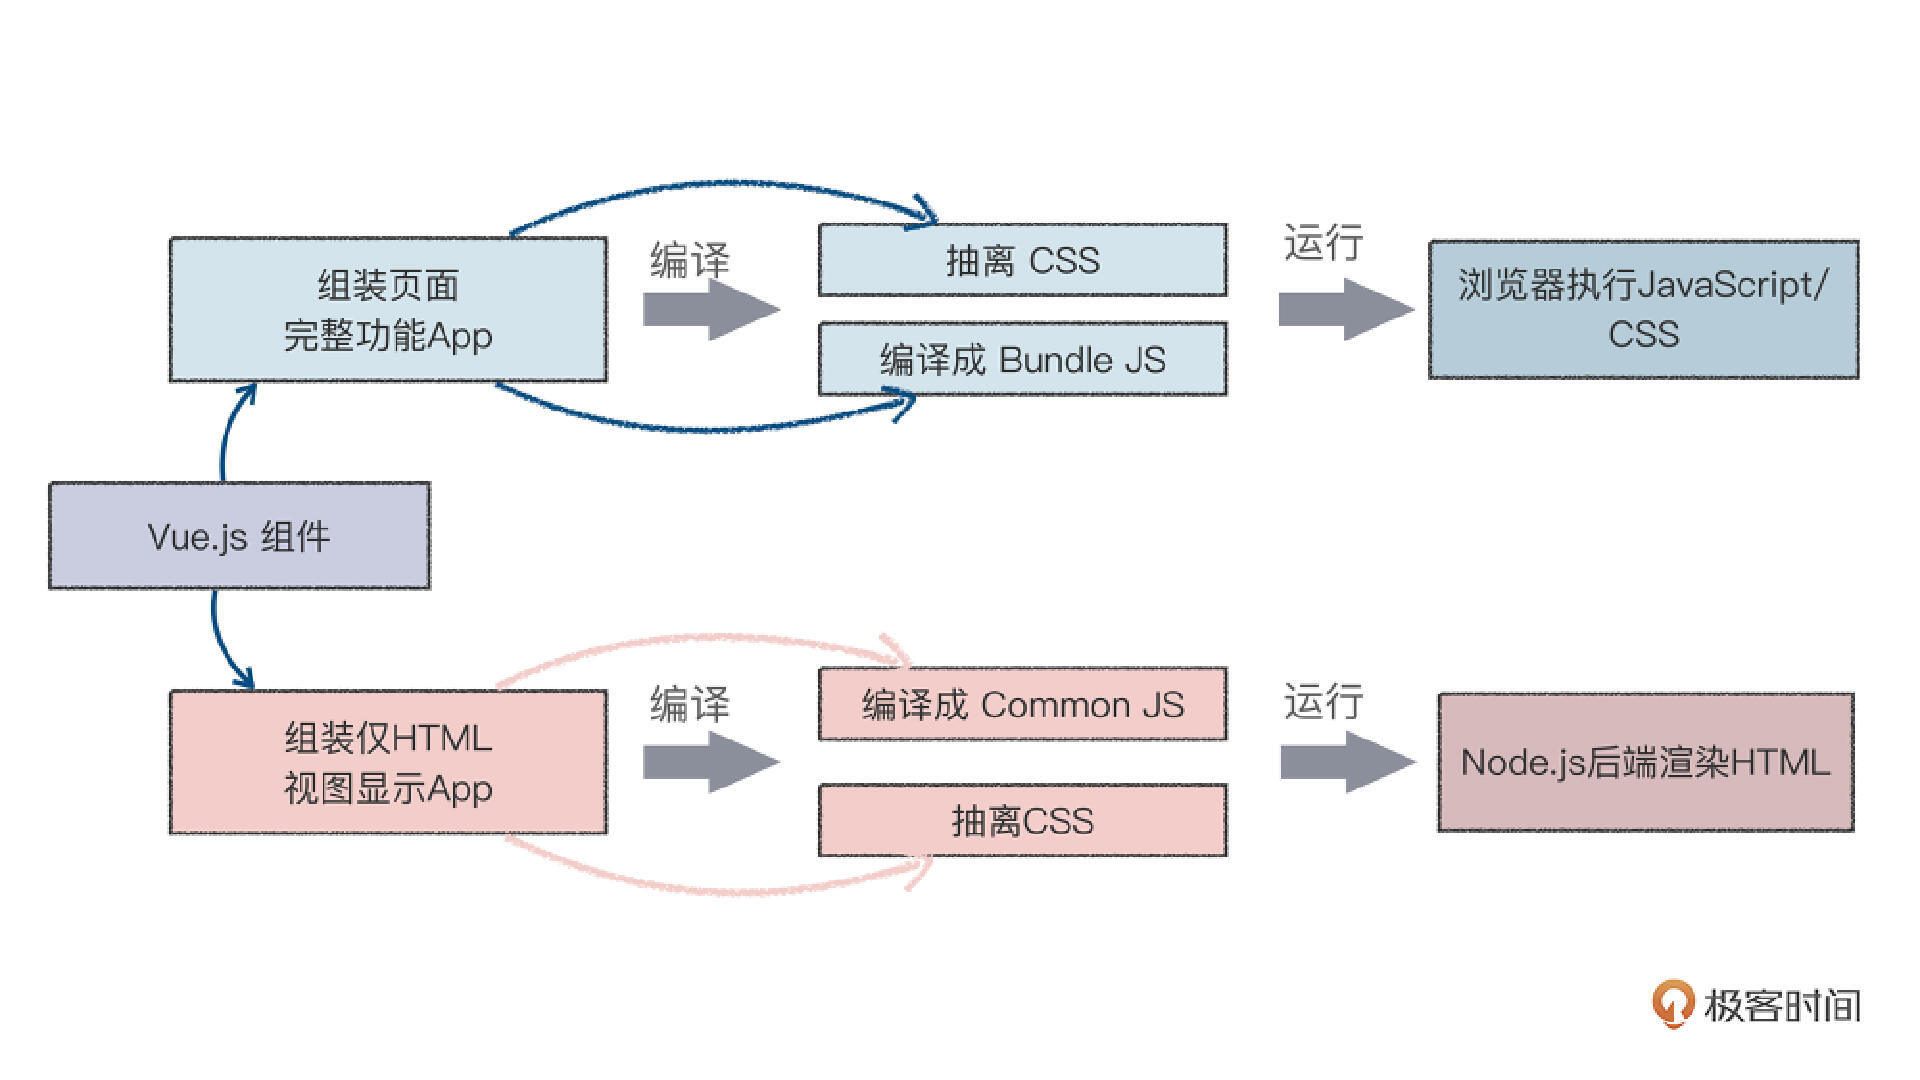 组装页面
完整功能App
编译
抽离 CSS
编译成 Bundle JS
运行
浏览器执行JavaScript/
CSS
Vue.js 组件
组装仅HTML
视图显示App
编译
编译成 Common JS
抽离CSS
运行
Node.js后端渲染HTML
极客时间